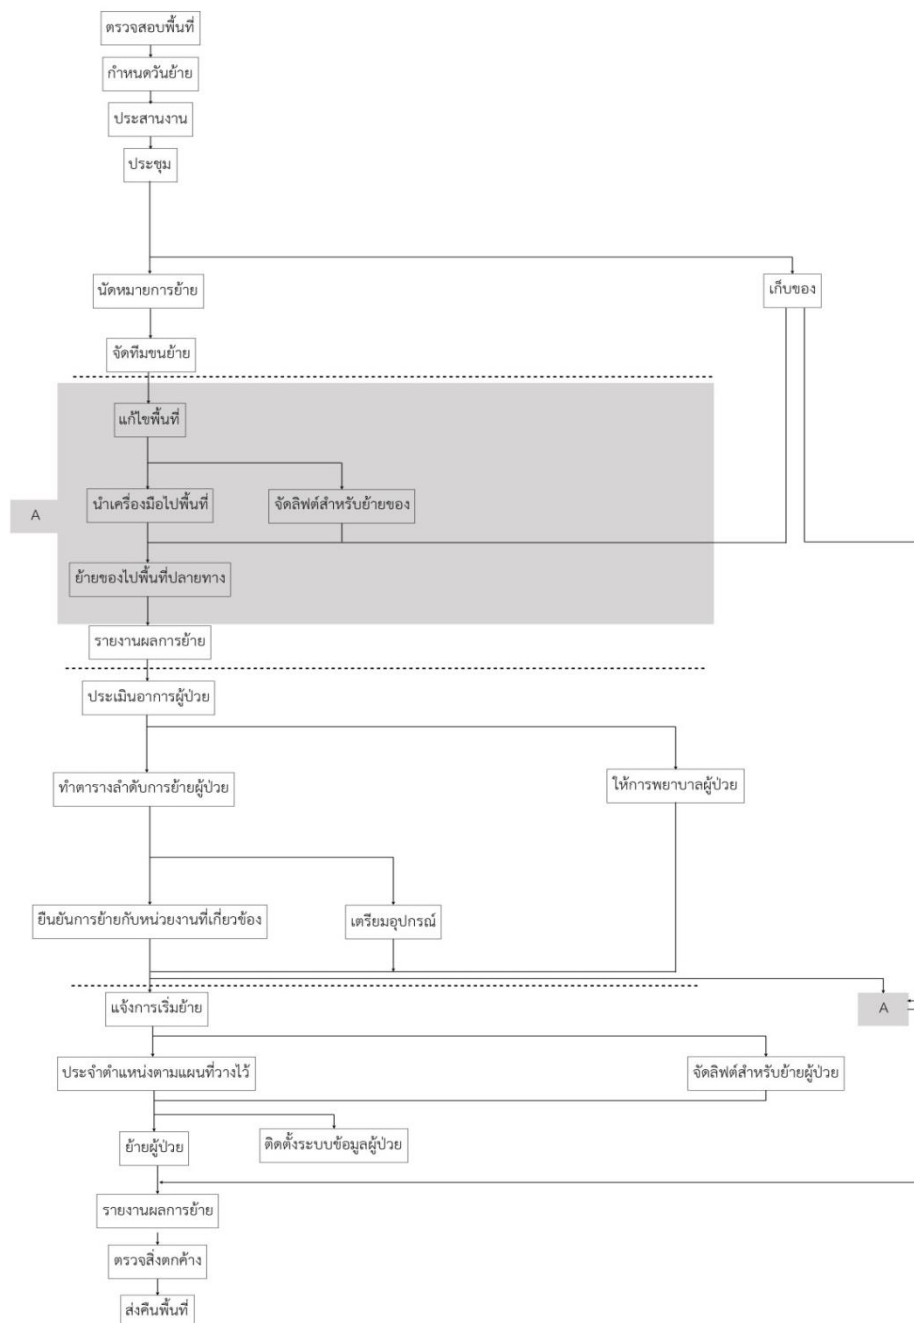 ตรวจสอบพื้นที่
กำหนดวันย้าย
ประสานงาน
ประชุม
นัดหมายการย้าย
เก็บของ
จัดทีมขนย้าย
แก้ไขพื้นที่
นำเครื่องมือไปพื้นที่
จัดลิฟต์สำหรับย้ายของ
A
ย้ายของไปพื้นที่ปลายทาง
รายงานผลการย้าย
ประเมินอาการผู้ป่วย
ทำตารางลำดับการย้ายผู้ป่วย
ให้การพยาบาลผู้ป่วย
ยืนยันการย้ายกับหน่วยงานที่เกี่ยวข้อง
เตรียมอุปกรณ์
แจ้งการเริ่มย้าย
A
ประจำตำแหน่งตามแผนที่วางไว้
จัดลิฟต์สำหรับย้ายผู้ป่วย
ย้ายผู้ป่วย
ติดตั้งระบบข้อมูลผู้ป่วย
รายงานผลการย้าย
ตรวจสิ่งตกค้าง
ส่งคืนพื้นที่